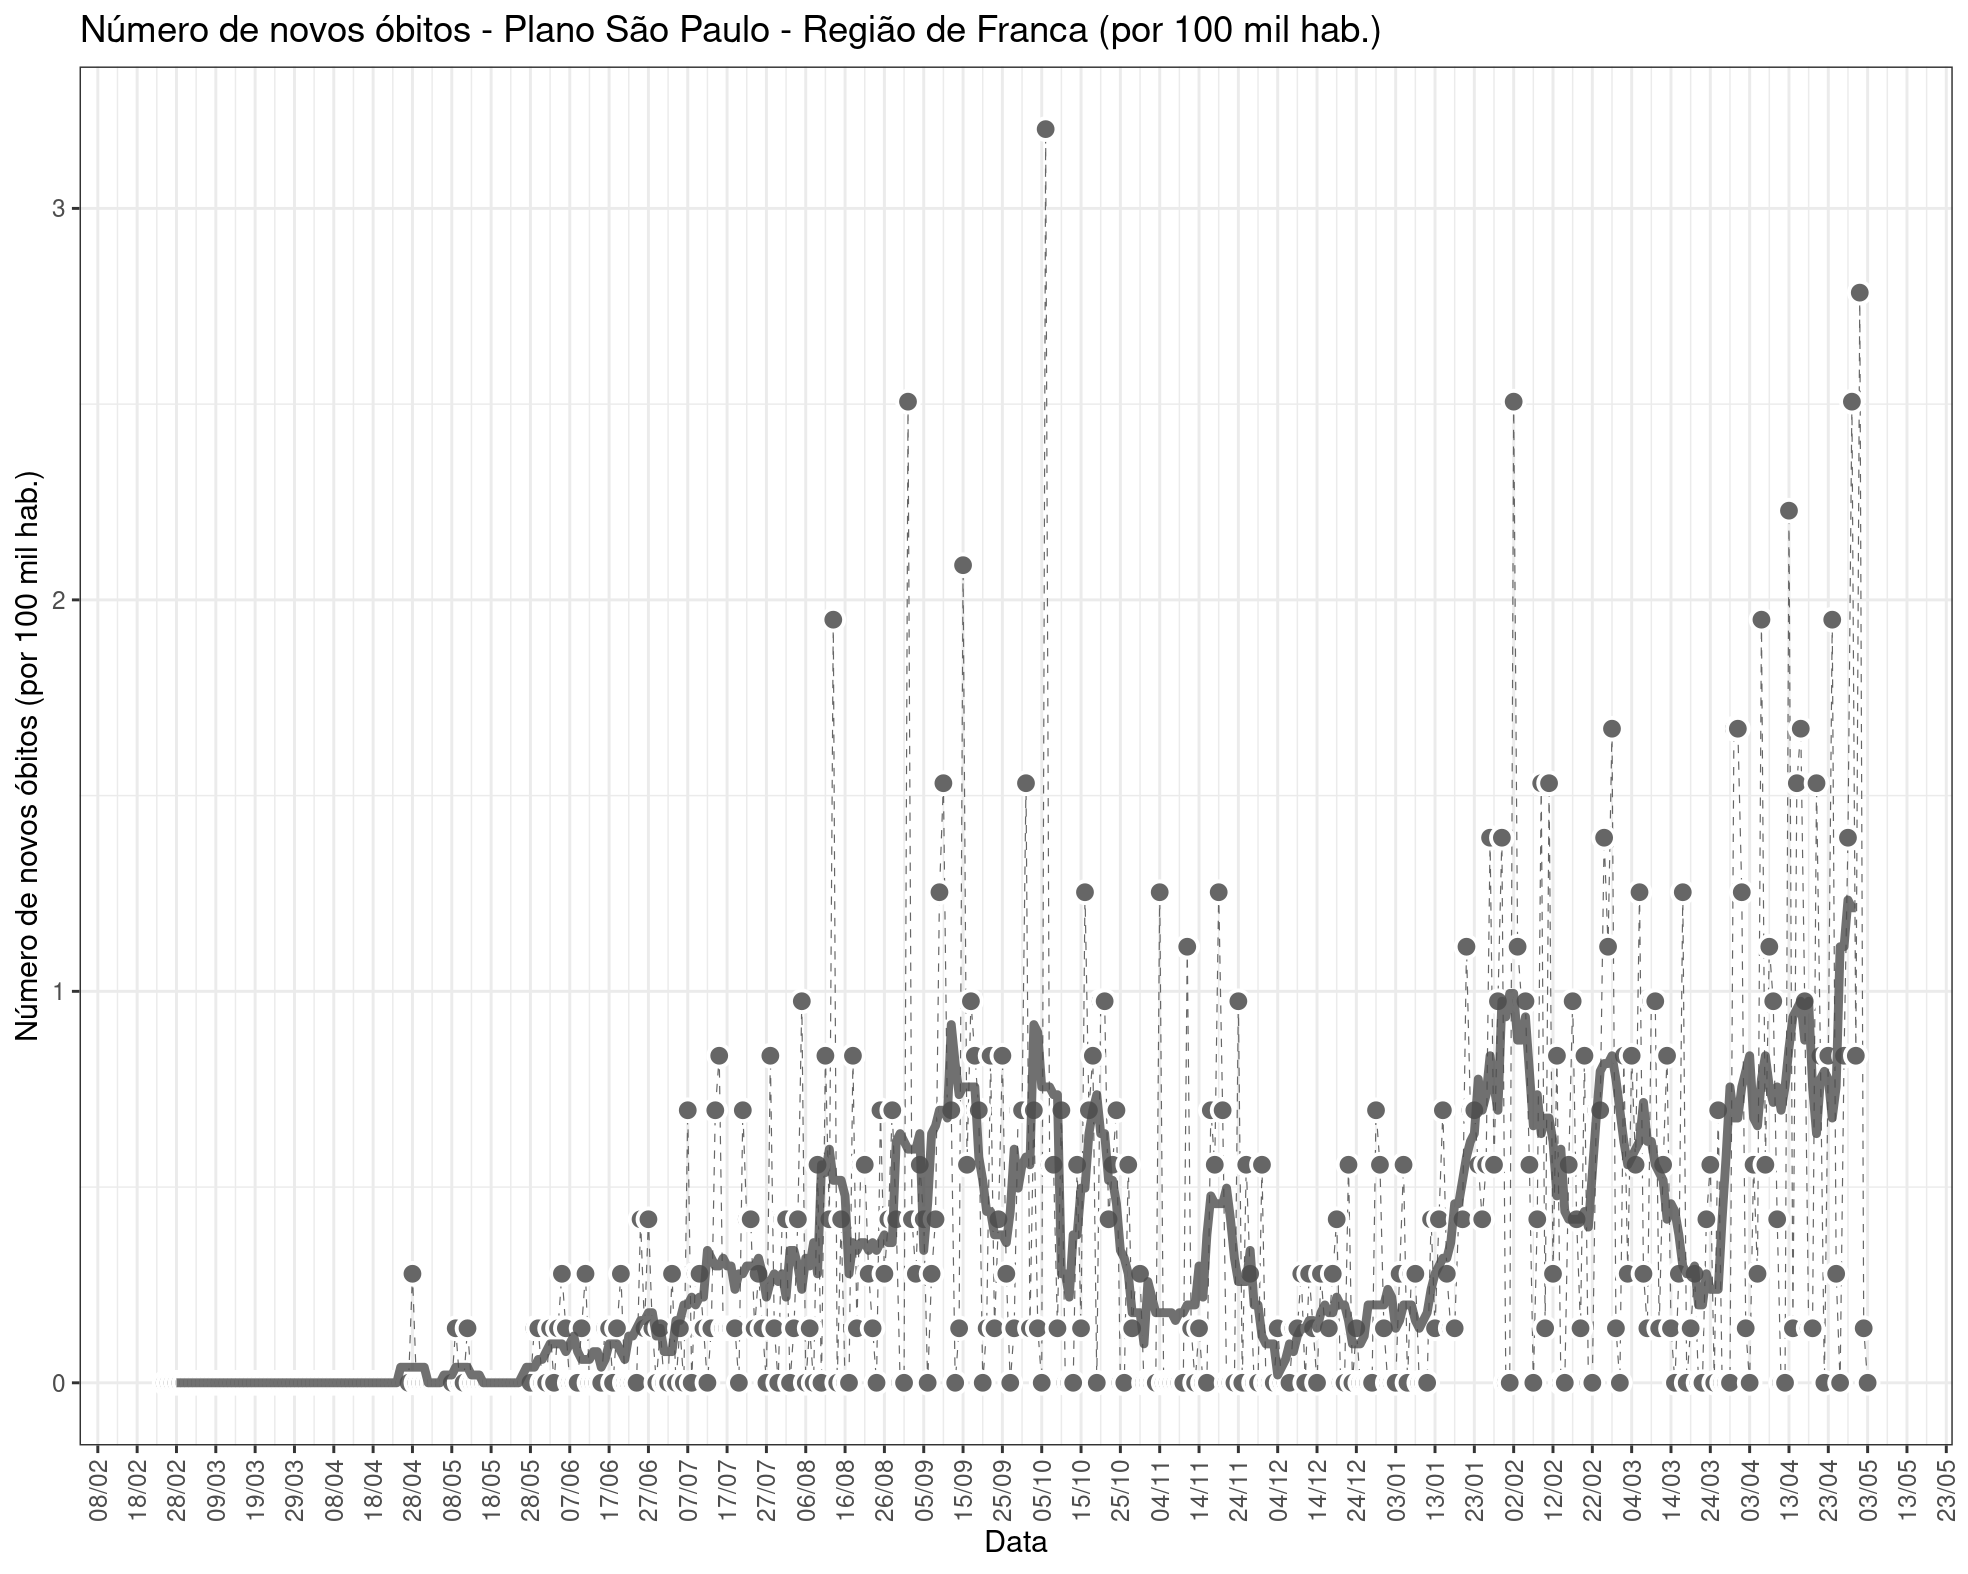 Número de novos óbitos - Plano São Paulo - Região de Franca (por 100 mil hab.)
Número de novos óbitos (por 100 mil hab.)
3
2
1
0
08/02 18/02 28/02 09/03 19/03 29/03 08/04 18/04 28/04 08/05 18/05 28/05 07/06 17/06 27/06 07/07 17/07 27/07 06/08 16/08 26/08 05/09 15/09 25/09 05/10 15/10 25/10 04/11 14/11 24/11 04/12 14/12 24/12 03/01 13/01 23/01 02/02 12/02 22/02 04/03 14/03 24/03 03/04 13/04 23/04 03/05 13/05 23/05
Data